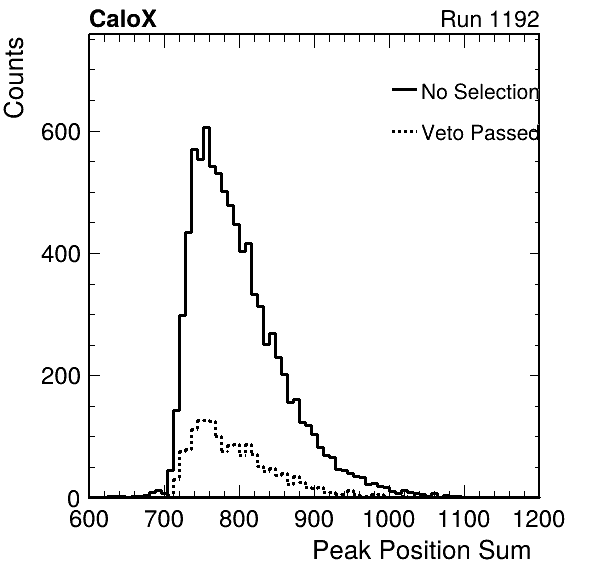 CaloX Run 1192
Counts
No Selection
Veto Passed
600
400
200
0
600 700 800 900 1000 1100 1200
Peak Position Sum